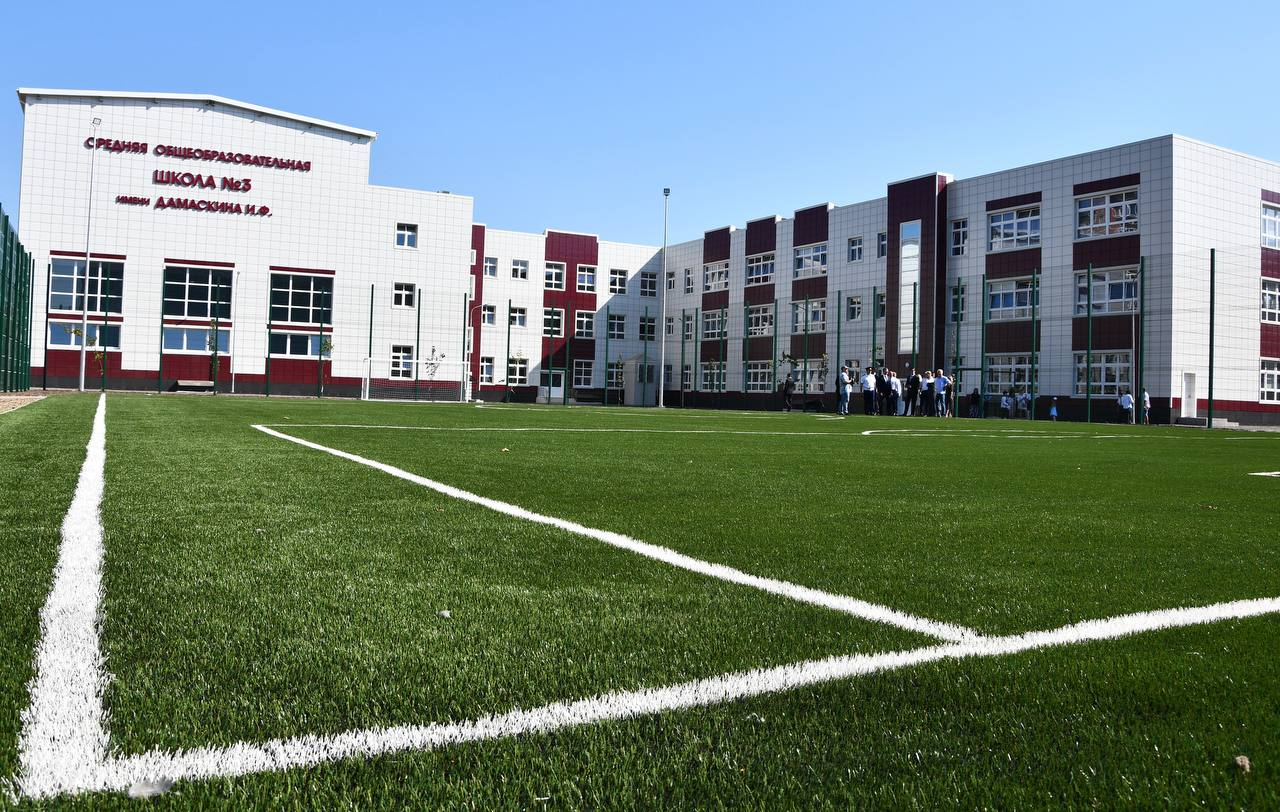 СРЕДНЯЯ ОБЩЕОБРАЗОВАТЕЛЬНАЯ
ШКОЛА №3
ИМЕНИ ДАМАСКИНА И.Ф.